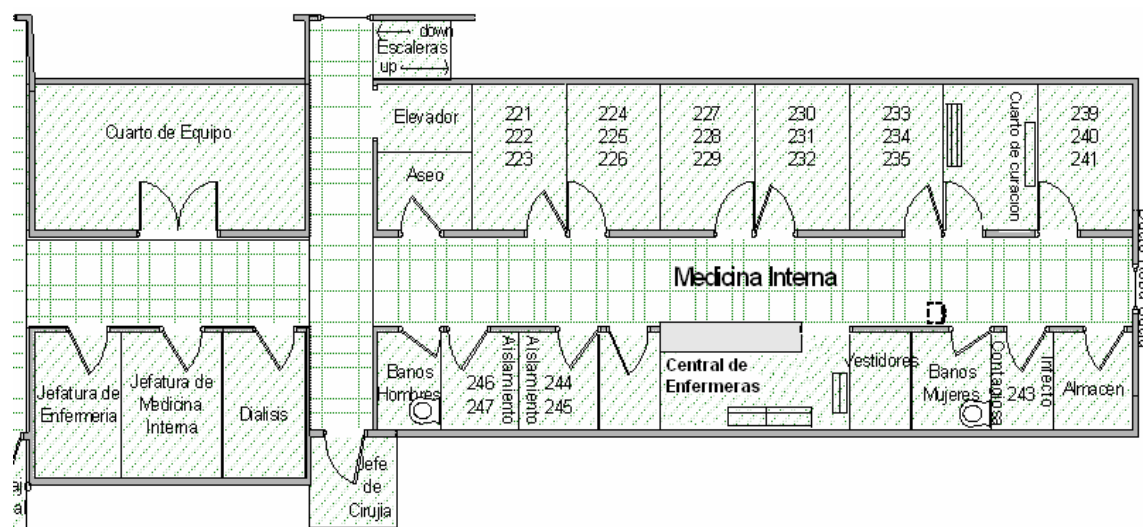 down
Escaleras
up
Cuarto de Equipo
Elevador
Aseo
221
222
223
224
225
226
227
228
229
230
231
232
233
234
235
Cuarto de curacion
239
240
241
Medicina Interna
Jefatura de
Enfermeria
Jefatura de
Medicina
Interna
Dialisis
Banos
Hombres
246
247
Aislamiento
Aislamiento
244
245
Central de
Enfermeras
Vestidores
Banos
Mujeres
Contagiosa
243
Infecto
Almacen
Jefe
de
Cirujia